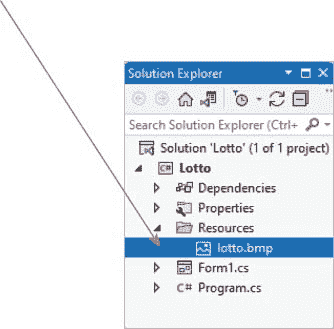 Solution Explorer
Search Solution Explorer (Ctrl+
Solution 'Lotto' (1 of 1 project)
C# Lotto
Dependencies
Properties
Resources
lotto.bmp
Form1.cs
C# Program.cs